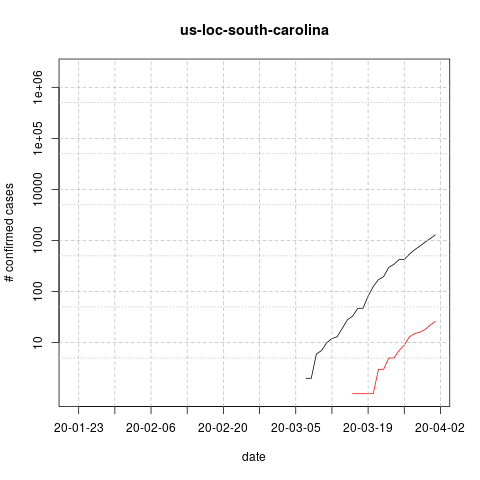 us-loc-south-carolina
# confirmed cases
1e+06
1e+05
10000
1000
100
10
20-01-23
20-02-06
20-02-20
20-03-05
20-03-19
20-04-02
date